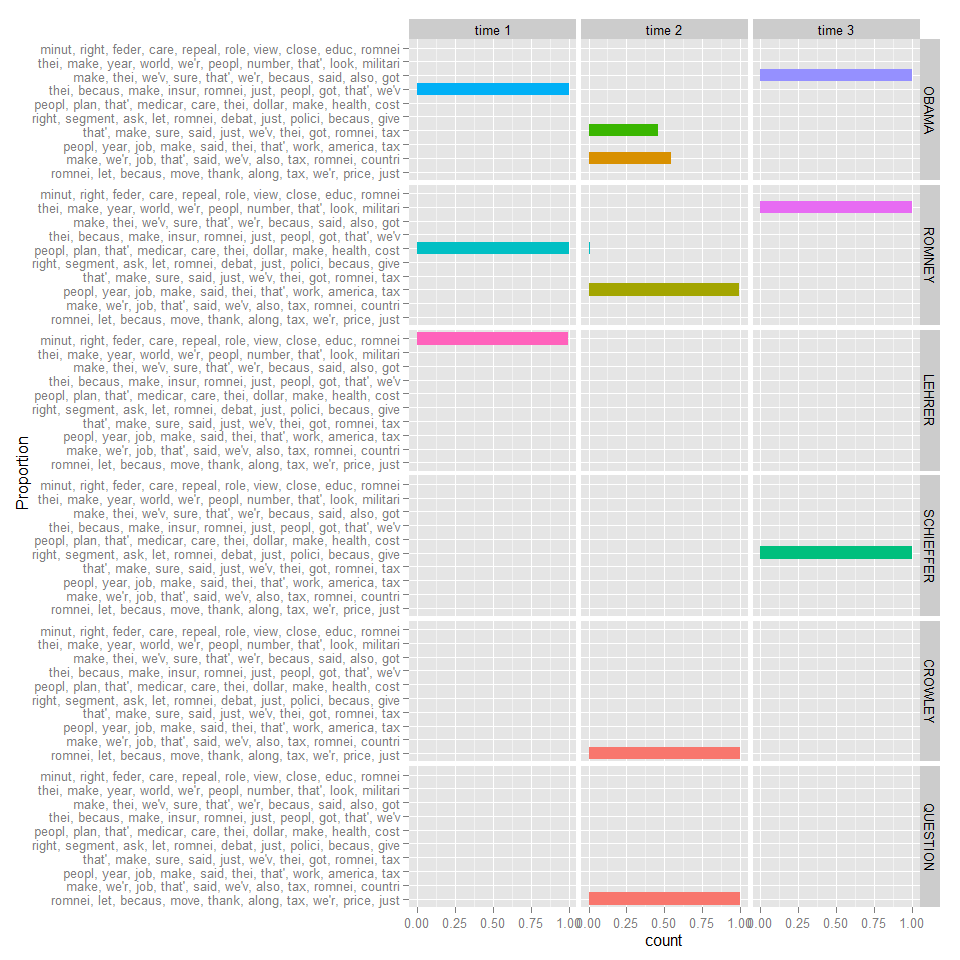 time 1 time 2 time 3
minut, right, feder, care, repeal, role, view, close, educ, romnei
thei, make, year, world, we'r, peopl, number, that', look, militari
make, thei, we'v, sure, that', we'r, becaus, said, also, got
thei, becaus, make, insur, romnei, just, peopl, got, that', we'v
peopl, plan, that', medicar, care, thei, dollar, make, health, cost
right, segment, ask, let, romnei, debat, just, polici, becaus, give
that', make, sure, said, just, we'v, thei, got, romnei, tax
peopl, year, job, make, said, thei, that', work, america, tax
make, we'r, job, that', said, we'v, also, tax, romnei, countri
romnei, let, becaus, move, thank, along, tax, we'r, price, just
OBAMA
minut, right, feder, care, repeal, role, view, close, educ, romnei
thei, make, year, world, we'r, peopl, number, that', look, militari
make, thei, we'v, sure, that', we'r, becaus, said, also, got
thei, becaus, make, insur, romnei, just, peopl, got, that', we'v
peopl, plan, that', medicar, care, thei, dollar, make, health, cost
right, segment, ask, let, romnei, debat, just, polici, becaus, give
that', make, sure, said, just, we'v, thei, got, romnei, tax
peopl, year, job, make, said, thei, that', work, america, tax
make, we'r, job, that', said, we'v, also, tax, romnei, countri
romnei, let, becaus, move, thank, along, tax, we'r, price, just
ROMNEY
minut, right, feder, care, repeal, role, view, close, educ, romnei
thei, make, year, world, we'r, peopl, number, that', look, militari
make, thei, we'v, sure, that', we'r, becaus, said, also, got
thei, becaus, make, insur, romnei, just, peopl, got, that', we'v
peopl, plan, that', medicar, care, thei, dollar, make, health, cost
right, segment, ask, let, romnei, debat, just, polici, becaus, give
that', make, sure, said, just, we'v, thei, got, romnei, tax
peopl, year, job, make, said, thei, that', work, america, tax
make, we'r, job, that', said, we'v, also, tax, romnei, countri
romnei, let, becaus, move, thank, along, tax, we'r, price, just
LEHRER
Proportion
minut, right, feder, care, repeal, role, view, close, educ, romnei
thei, make, year, world, we'r, peopl, number, that', look, militari
make, thei, we'v, sure, that', we'r, becaus, said, also, got
thei, becaus, make, insur, romnei, just, peopl, got, that', we'v
peopl, plan, that', medicar, care, thei, dollar, make, health, cost
right, segment, ask, let, romnei, debat, just, polici, becaus, give
that', make, sure, said, just, we'v, thei, got, romnei, tax
peopl, year, job, make, said, thei, that', work, america, tax
make, we'r, job, that', said, we'v, also, tax, romnei, countri
romnei, let, becaus, move, thank, along, tax, we'r, price, just
SCHIEFFER
minut, right, feder, care, repeal, role, view, close, educ, romnei
thei, make, year, world, we'r, peopl, number, that', look, militari
make, thei, we'v, sure, that', we'r, becaus, said, also, got
thei, becaus, make, insur, romnei, just, peopl, got, that', we'v
peopl, plan, that', medicar, care, thei, dollar, make, health, cost
right, segment, ask, let, romnei, debat, just, polici, becaus, give
that', make, sure, said, just, we'v, thei, got, romnei, tax
peopl, year, job, make, said, thei, that', work, america, tax
make, we'r, job, that', said, we'v, also, tax, romnei, countri
romnei, let, becaus, move, thank, along, tax, we'r, price, just
CROWLEY
minut, right, feder, care, repeal, role, view, close, educ, romnei
thei, make, year, world, we'r, peopl, number, that', look, militari
make, thei, we'v, sure, that', we'r, becaus, said, also, got
thei, becaus, make, insur, romnei, just, peopl, got, that', we'v
peopl, plan, that', medicar, care, thei, dollar, make, health, cost
right, segment, ask, let, romnei, debat, just, polici, becaus, give
that', make, sure, said, just, we'v, thei, got, romnei, tax
peopl, year, job, make, said, thei, that', work, america, tax
make, we'r, job, that', said, we'v, also, tax, romnei, countri
romnei, let, becaus, move, thank, along, tax, we'r, price, just
QUESTION
0.00 0.25 0.50 0.75 1.00 0.00 0.25 0.50 0.75 1.00 0.00 0.25 0.50 0.75 1.00
count